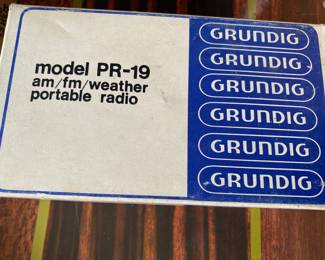 model PR-19
am/fm/weather
portable radio
GRUNDIG
GRUNDIG
GRUNDIG
GRUNDIG
GRUNDIG
GRUNDIG